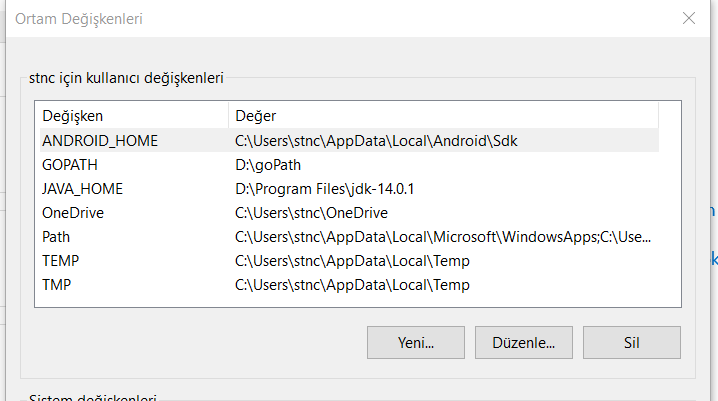 Ortam Değişkenleri
stnc için kullanıcı değişkenleri
Değişken Değer
ANDROID_HOME C:\Users\stnc\AppData\Local\Android\Sdk
GOPATH D:\goPath
JAVA_HOME D:\Program Files\jdk-14.0.1
OneDrive C:\Users\stnc\OneDrive
Path C:\Users\stnc\AppData\Local\Microsoft\WindowsApps;C:\Use...
TEMP C:\Users\stnc\AppData\Local\Temp
TMP C:\Users\stnc\AppData\Local\Temp
Yeni... Düzenle... Sil
Sistem değişkenleri